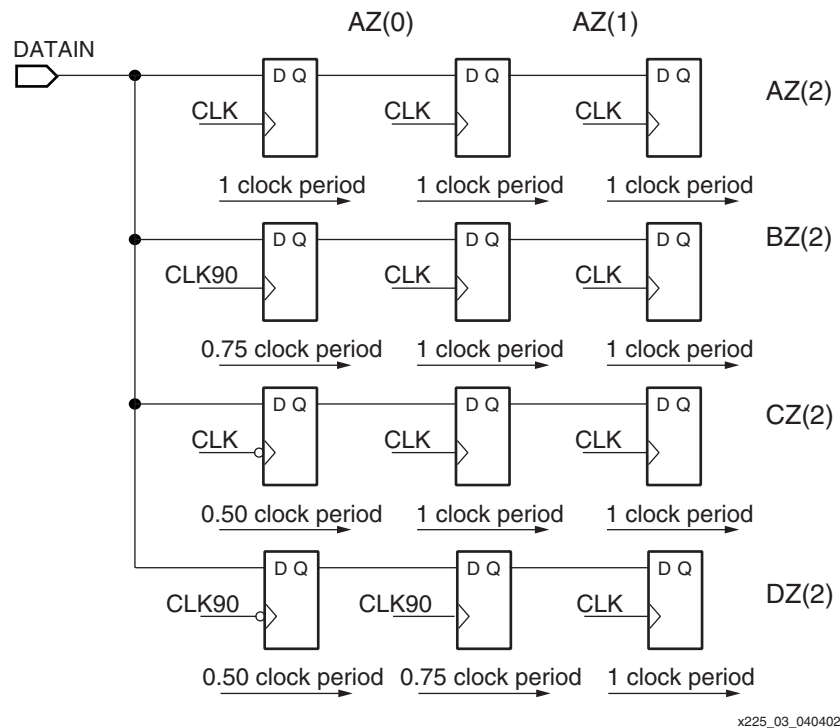 AZ(0) AZ(1)
DATAIN
D Q D Q D Q
AZ(2)
CLK CLK CLK
1 clock period 1 clock period 1 clock period
D Q D Q D Q
BZ(2)
CLK90 CLK CLK
0.75 clock period 1 clock period 1 clock period
D Q D Q D Q
CZ(2)
CLK CLK CLK
0.50 clock period 1 clock period 1 clock period
D Q D Q D Q
DZ(2)
CLK90 CLK90 CLK
0.50 clock period 0.75 clock period 1 clock period
x225_03_040402